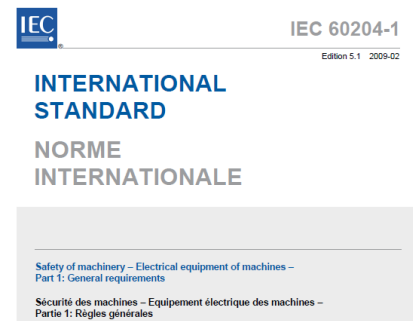 IEC
®
IEC 60204-1
Edition 5.1 2009-02
INTERNATIONAL
STANDARD
NORME
INTERNATIONALE
Safety of machinery – Electrical equipment of machines –
Part 1: General requirements
Sécurité des machines – Equipement électrique des machines –
Partie 1: Règles générales